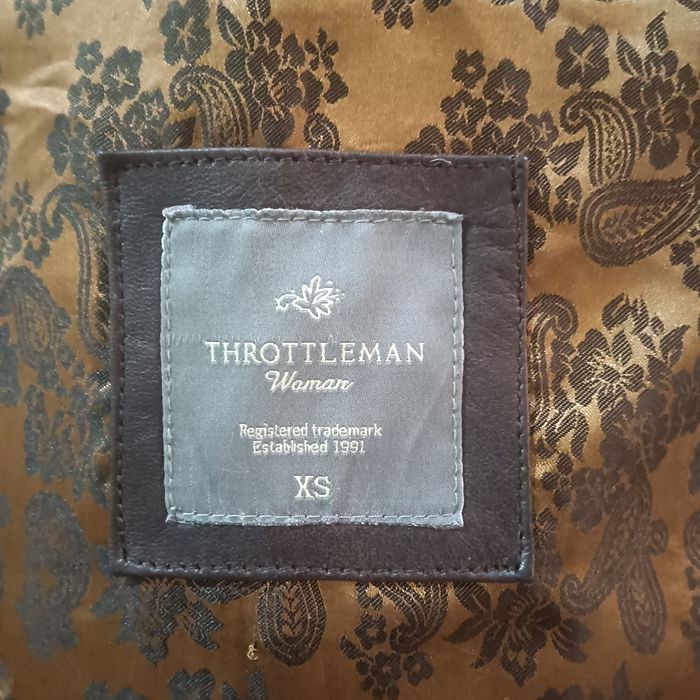 THROTTLEMAN
Woman
Registered trademark
Established 1991
XS